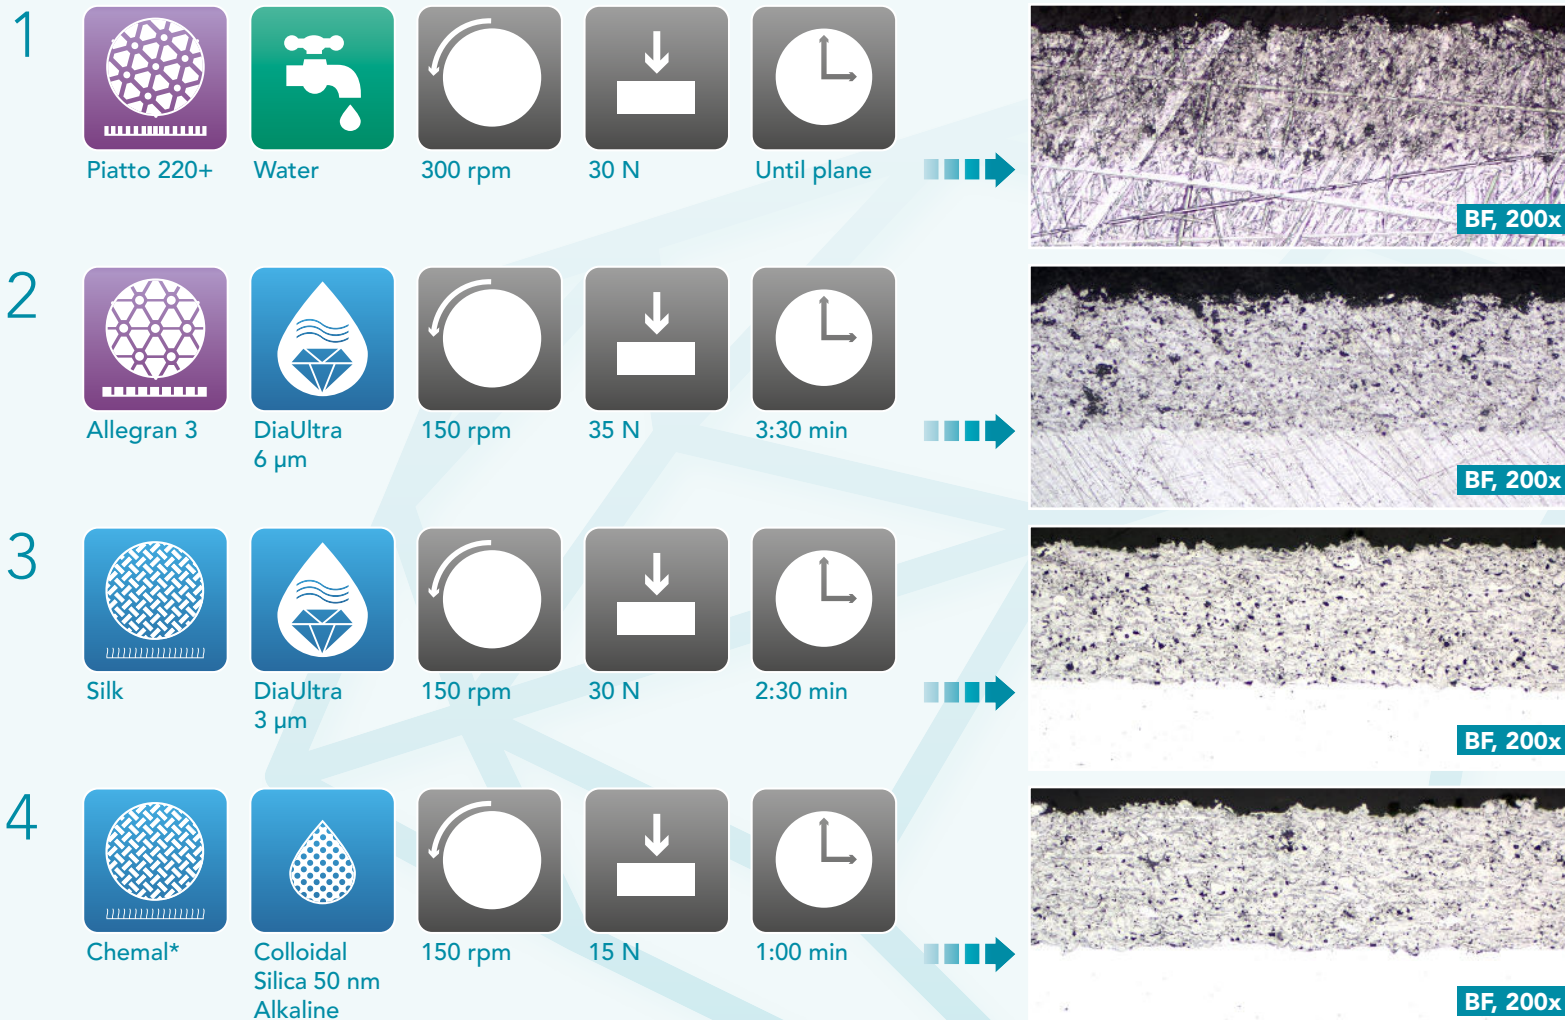 1
Piatto 220+
Water
300 rpm
30 N
Until plane
BF, 200x
2
Allegran 3
DiaUltra
6 µm
150 rpm
35 N
3:30 min
BF, 200x
3
Silk
DiaUltra
3 µm
150 rpm
30 N
2:30 min
BF, 200x
4
Chemal*
Colloidal
Silica 50 nm
Alkaline
150 rpm
15 N
1:00 min
BF, 200x